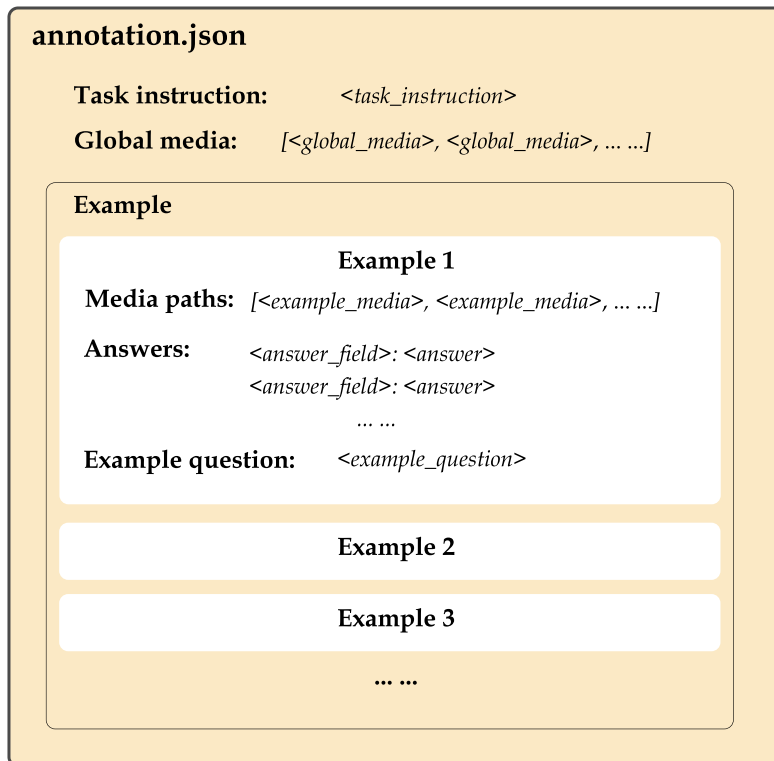 annotation.json
Task instruction: <task_instruction>
Global media: [<global_media>, <global_media>, ... ...]
Example
Example 1
Media paths: [<example_media>, <example_media>, ... ...]
Answers: <answer_field>: <answer>
<answer_field>: <answer>
... ...
Example question: <example_question>
Example 2
Example 3
... ...